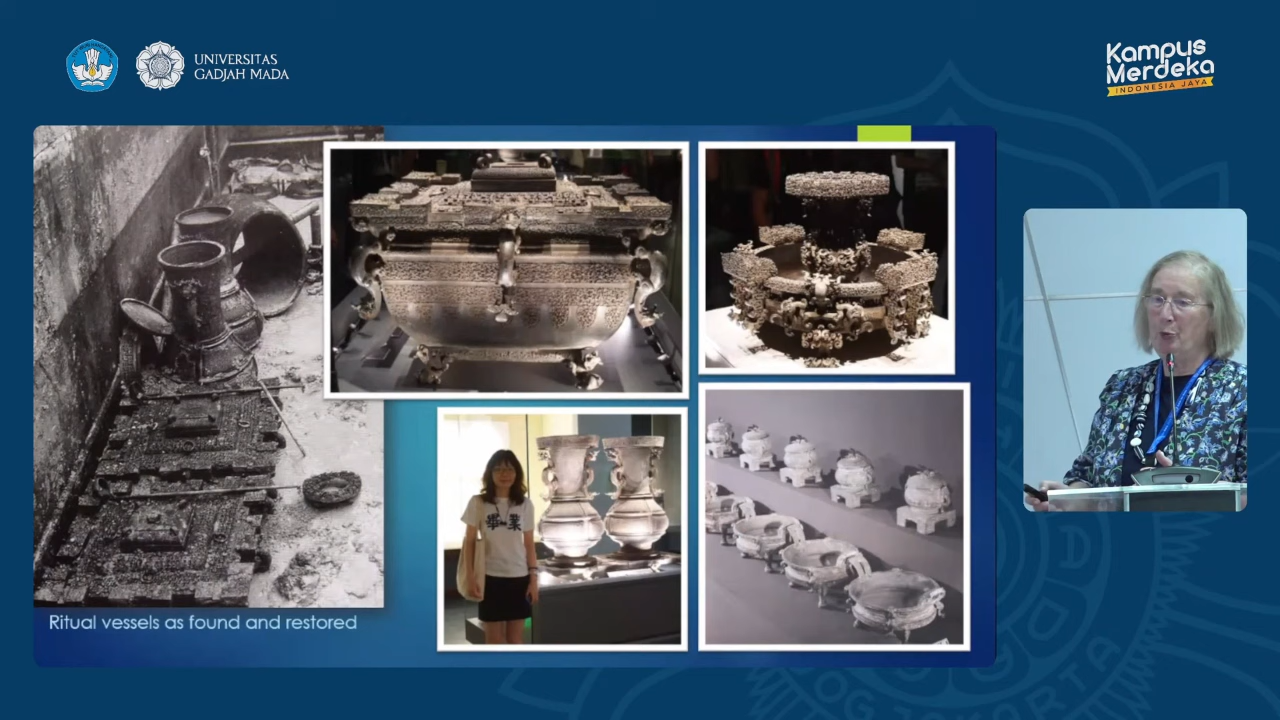 UNIVERSITAS
GADJAH MADA
Kampus
Merdeka
INDONESIA JAYA
Ritual vessels as found and restored